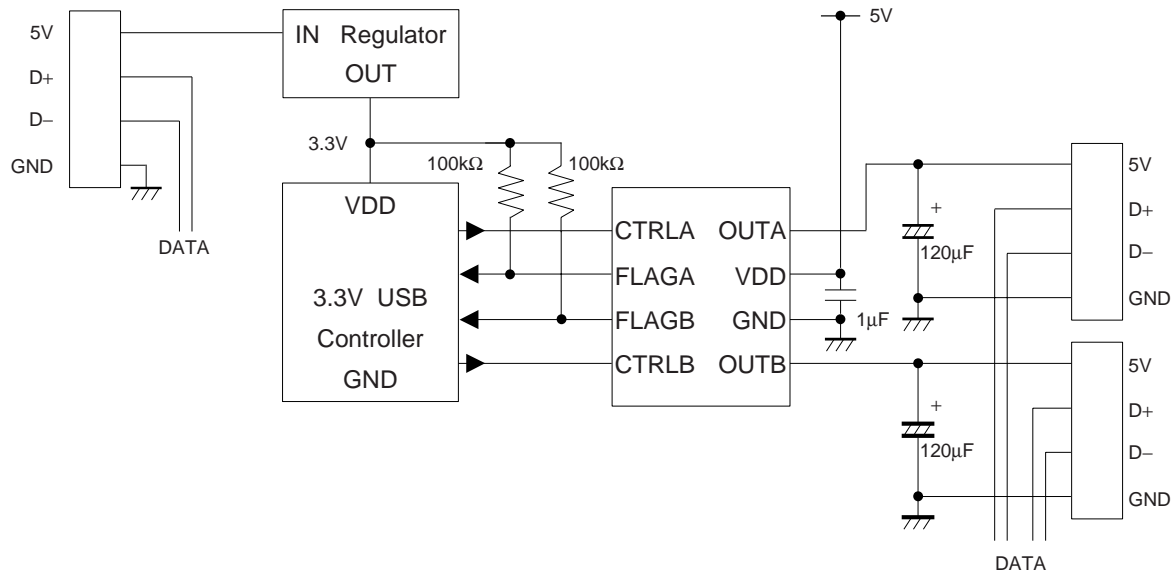 5V
D+
D−
GND
DATA
IN Regulator
OUT
3.3V
100kΩ
100kΩ
VDD
3.3V USB
Controller
GND
CTRLA OUTA
FLAGA VDD
FLAGB GND
CTRLB OUTB
5V
1μF
+
120μF
+
120μF
5V
D+
D−
GND
5V
D+
D−
GND
DATA